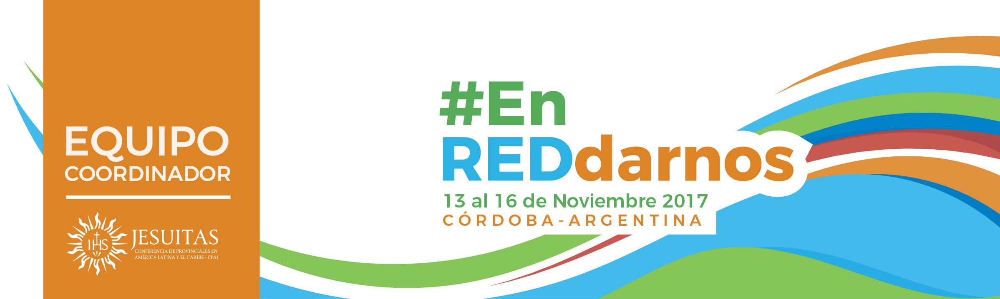 EQUIPO
COORDINADOR
IHS
JESUITAS
CONFERENCIA DE PROVINCIALES EN
AMÉRICA LATINA Y EL CARIBE - CPAL
#En
REDdarnos
13 al 16 de Noviembre 2017
CÓRDOBA-ARGENTINA